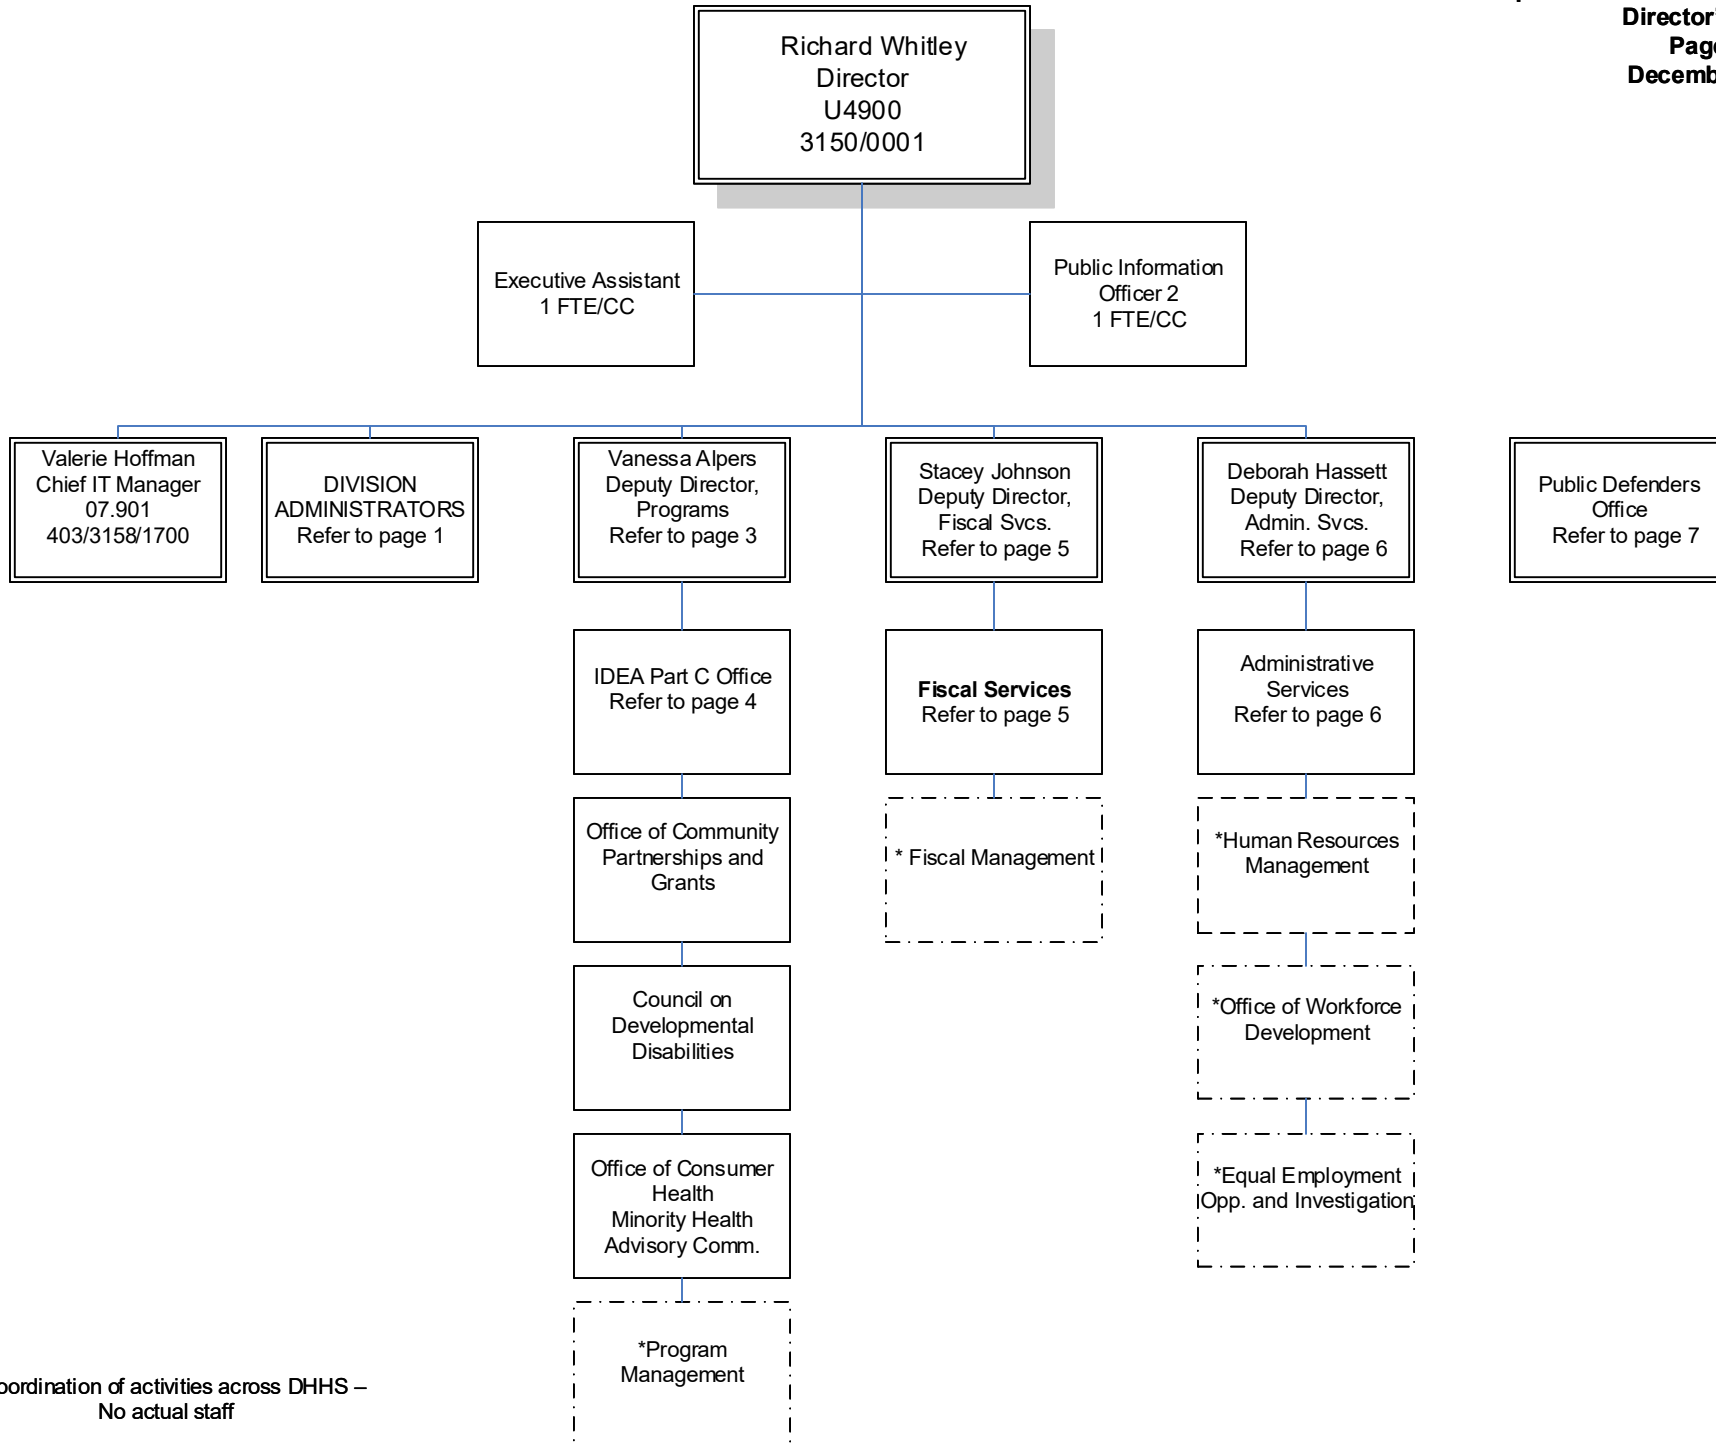 Director'
Page
Decemb
Richard Whitley
Director
U4900
3150/0001
Executive Assistant
1 FTE/CC
Public Information
Officer 2
1 FTE/CC
Valerie Hoffman
Chief IT Manager
07.901
403/3158/1700
DIVISION
ADMINISTRATORS
Refer to page 1
Vanessa Alpers
Deputy Director,
Programs
Refer to page 3
Stacey Johnson
Deputy Director,
Fiscal Svcs.
Refer to page 5
Deborah Hassett
Deputy Director,
Admin. Svcs.
Refer to page 6
Public Defenders
Office
Refer to page 7
IDEA Part C Office
Refer to page 4
Fiscal Services
Refer to page 5
Administrative
Services
Refer to page 6
Office of Community
Partnerships and
Grants
* Fiscal Management
*Human Resources
Management
Council on
Developmental
Disabilities
*Office of Workforce
Development
Office of Consumer
Health
Minority Health
Advisory Comm.
*Equal Employment
Opp. and Investigation
*Program
Management
oordination of activities across DHHS –
No actual staff